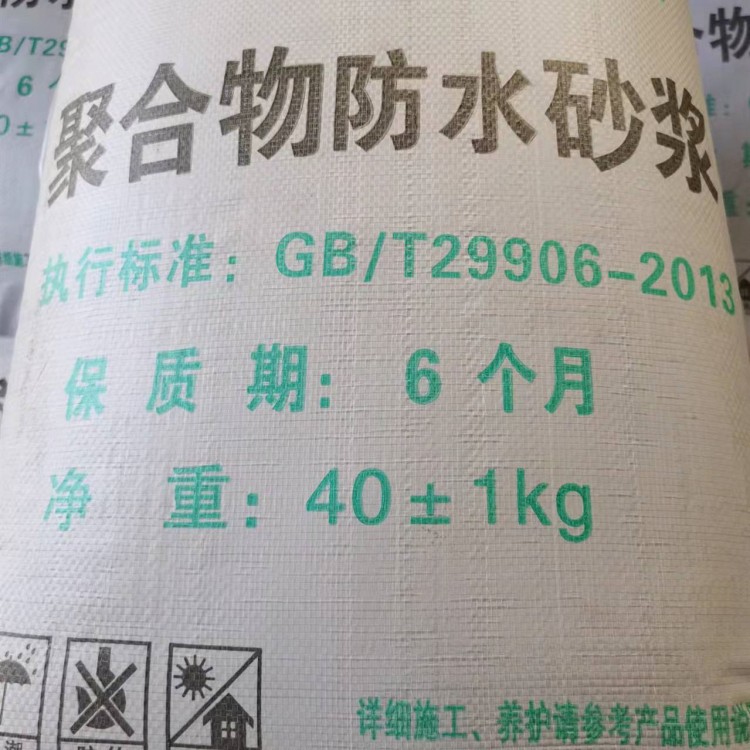 聚合物防水砂浆
执行标准：GB/T29906-2013
保质期：6个月
净重：40±1kg
详细施工、养护请参考产品使用说